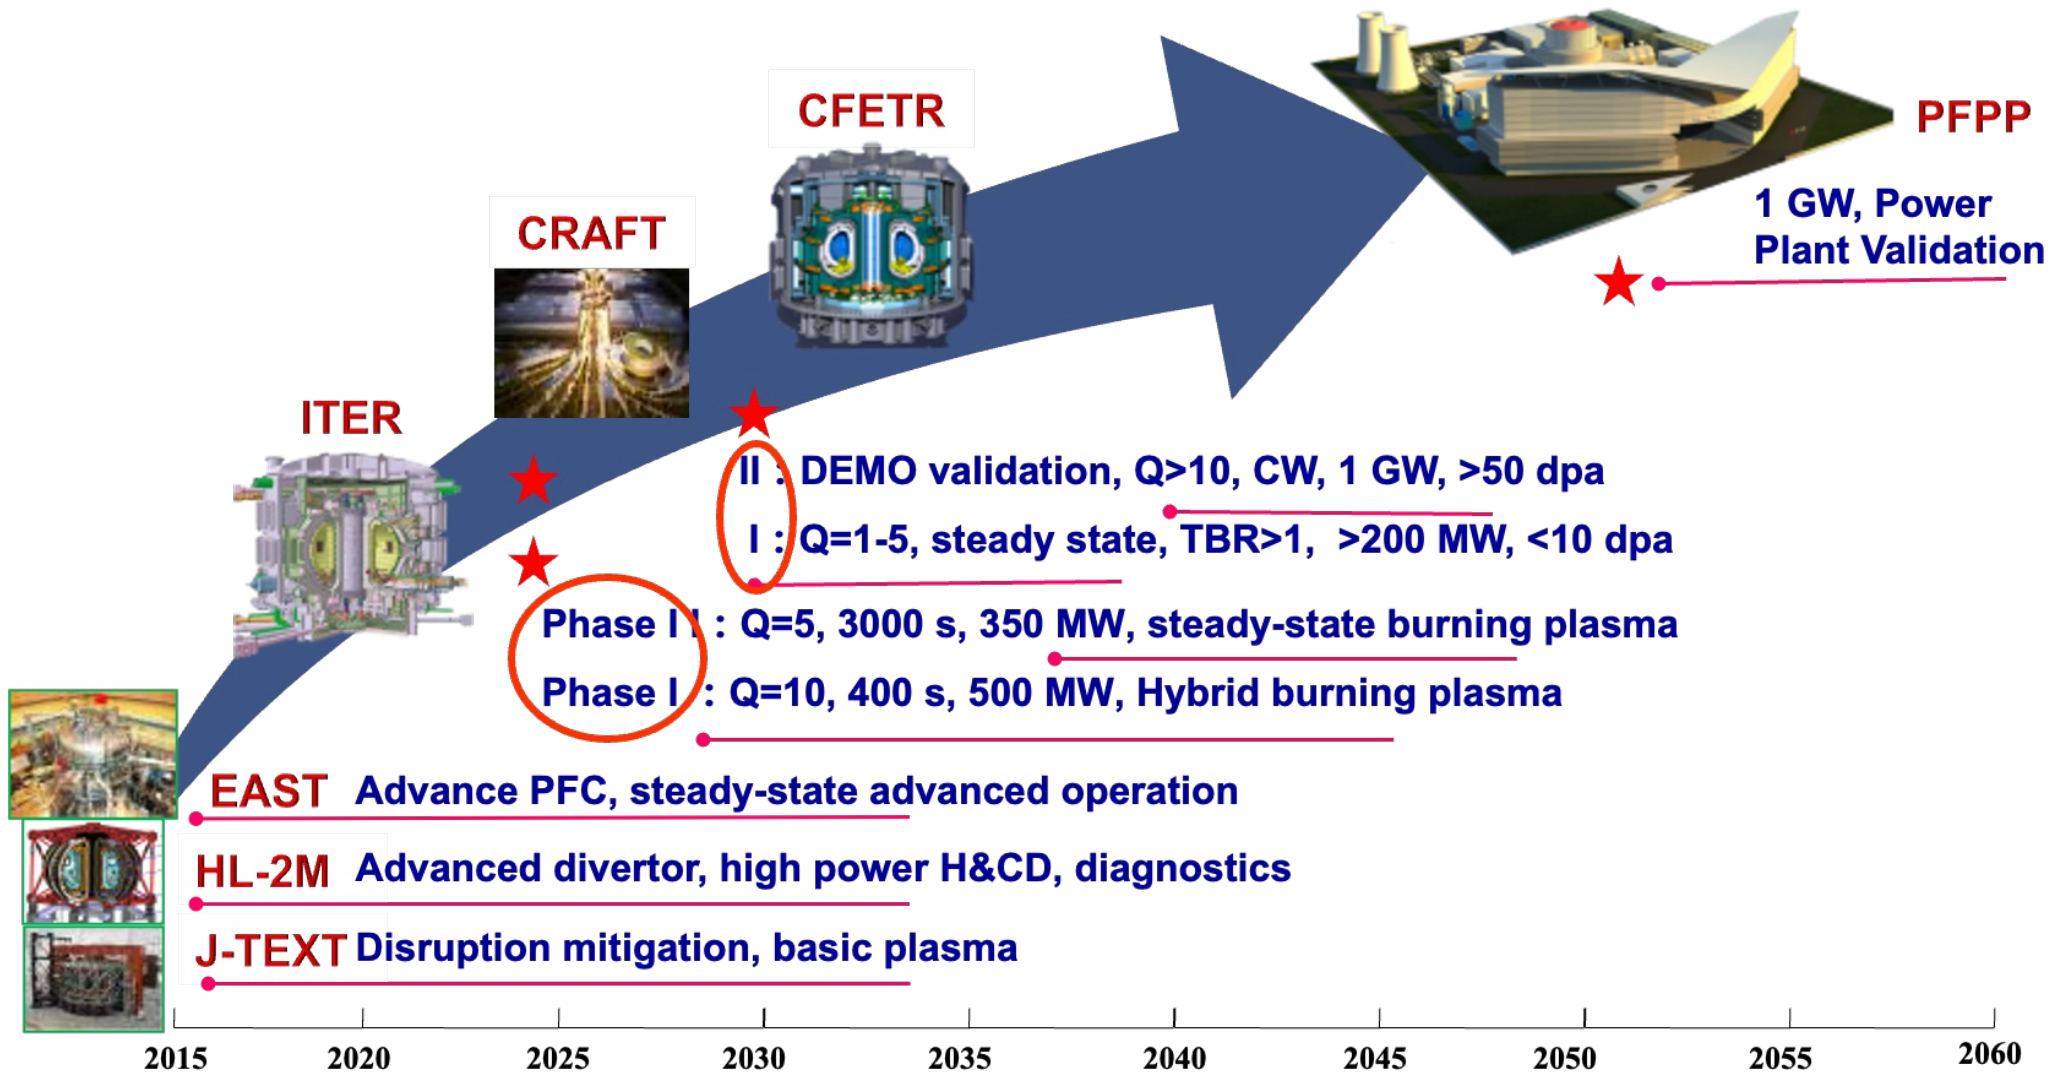 CFETR
PFPP
1 GW, Power
Plant Validation
CRAFT
ITER
II : DEMO validation, Q>10, CW, 1 GW, >50 dpa
I : Q=1-5, steady state, TBR>1, >200 MW, <10 dpa
Phase I I : Q=5, 3000 s, 350 MW, steady-state burning plasma
Phase I : Q=10, 400 s, 500 MW, Hybrid burning plasma
EAST Advance PFC, steady-state advanced operation
HL-2M Advanced divertor, high power H&CD, diagnostics
J-TEXT Disruption mitigation, basic plasma
2015 2020 2025 2030 2035 2040 2045 2050 2055 2060